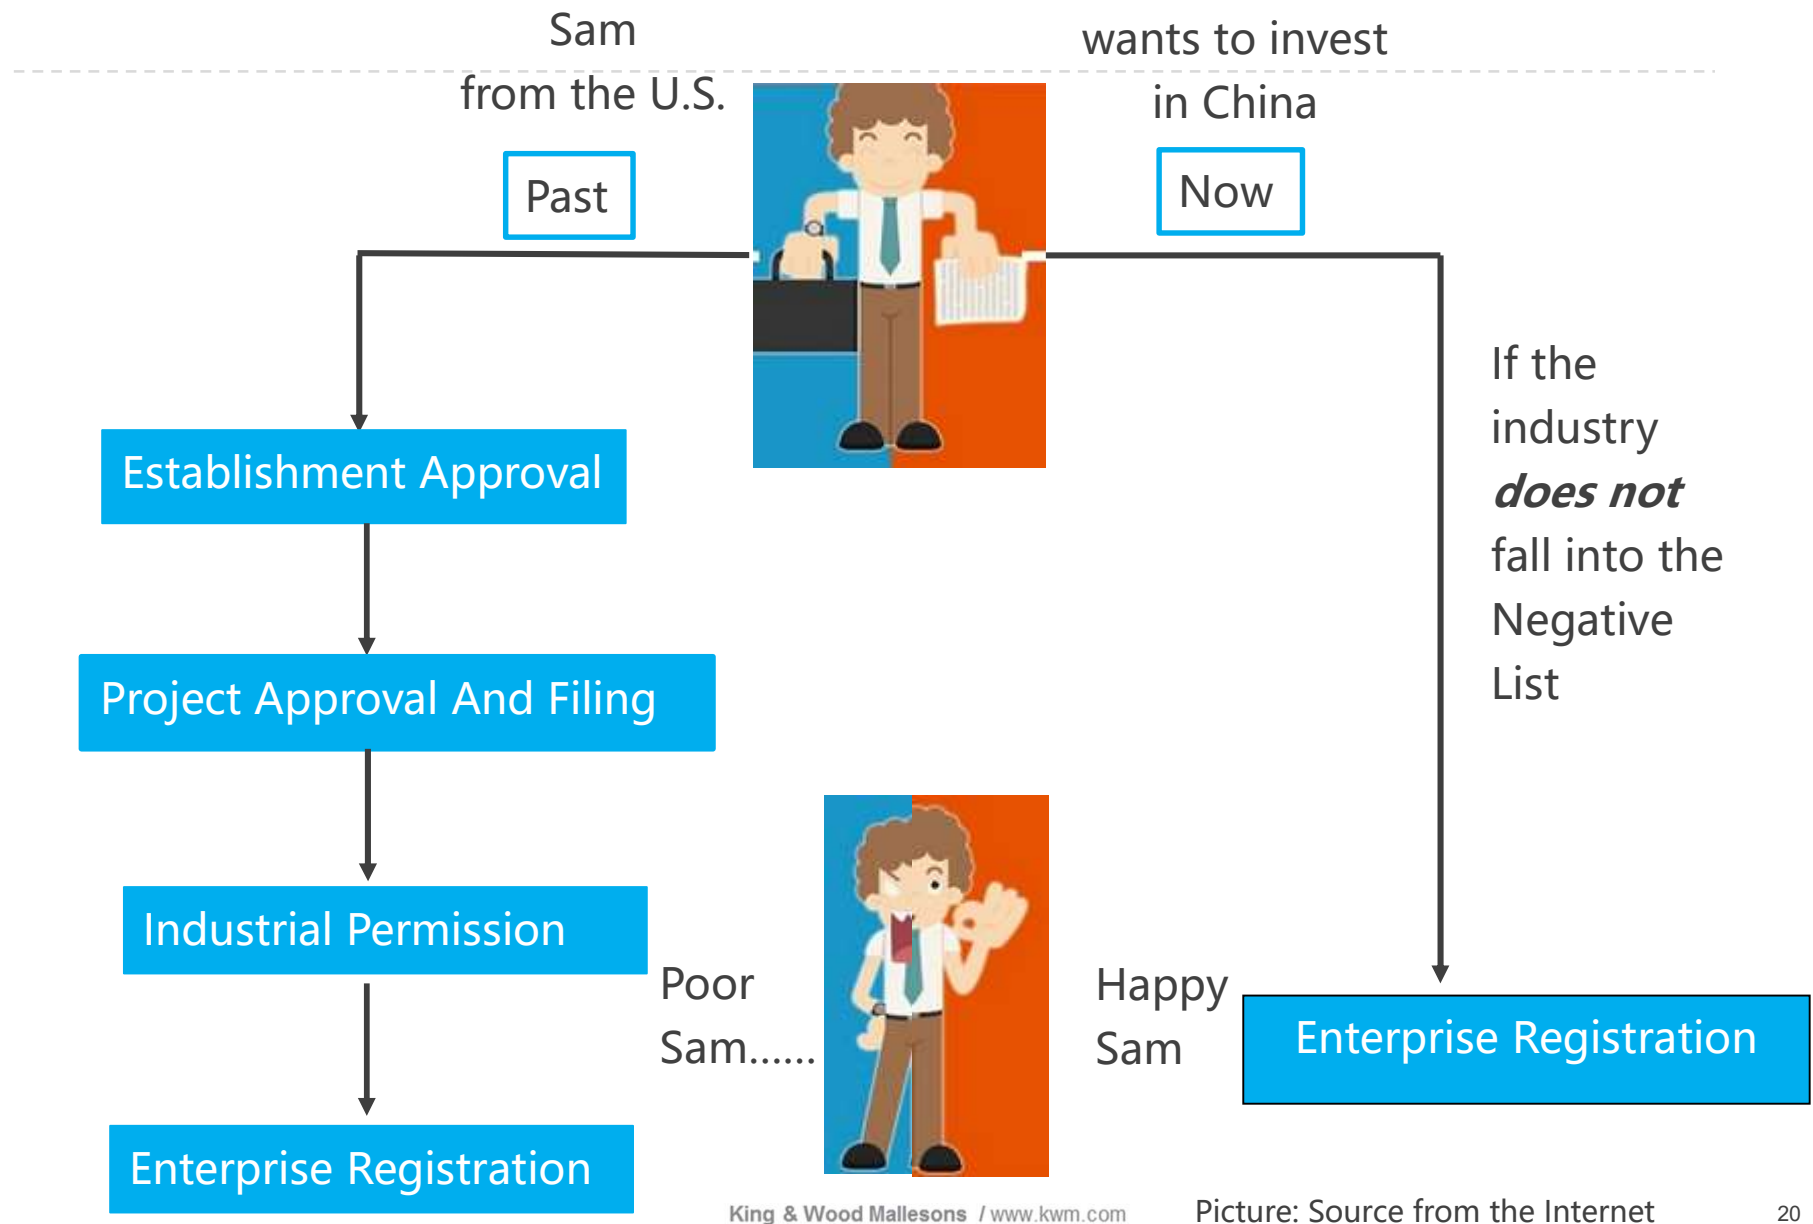 Sam
from the U.S.
wants to invest
in China
Past
Now
If the
industry
does not
fall into the
Negative
List
Establishment Approval
Project Approval And Filing
Industrial Permission
Enterprise Registration
Poor
Sam......
Happy
Sam
Enterprise Registration
King & Wood Mallesons / www.kwm.com
Picture: Source from the Internet
20